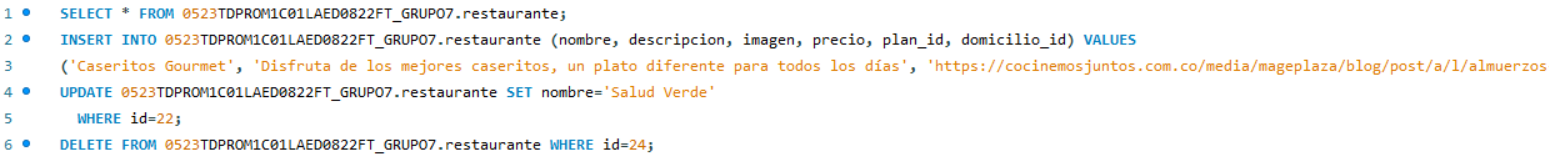 1 SELECT * FROM 0523TDPROM1C01LAED0822FT_GRUPO7.restaurante;
2 INSERT INTO 0523TDPROM1C01LAED0822FT_GRUPO7.restaurante (nombre, descripcion, imagen, precio, plan_id, domicilio_id) VALUES
3 ('Caseritos Gourmet', 'Disfruta de los mejores caseritos, un plato diferente para todos los días', 'https://cocinemosjuntos.com.co/media/mageplaza/blog/post/a/l/almuerzos
4 UPDATE 0523TDPROM1C01LAED0822FT_GRUPO7.restaurante SET nombre='Salud Verde'
5 WHERE id=22;
6 DELETE FROM 0523TDPROM1C01LAED0822FT_GRUPO7.restaurante WHERE id=24;